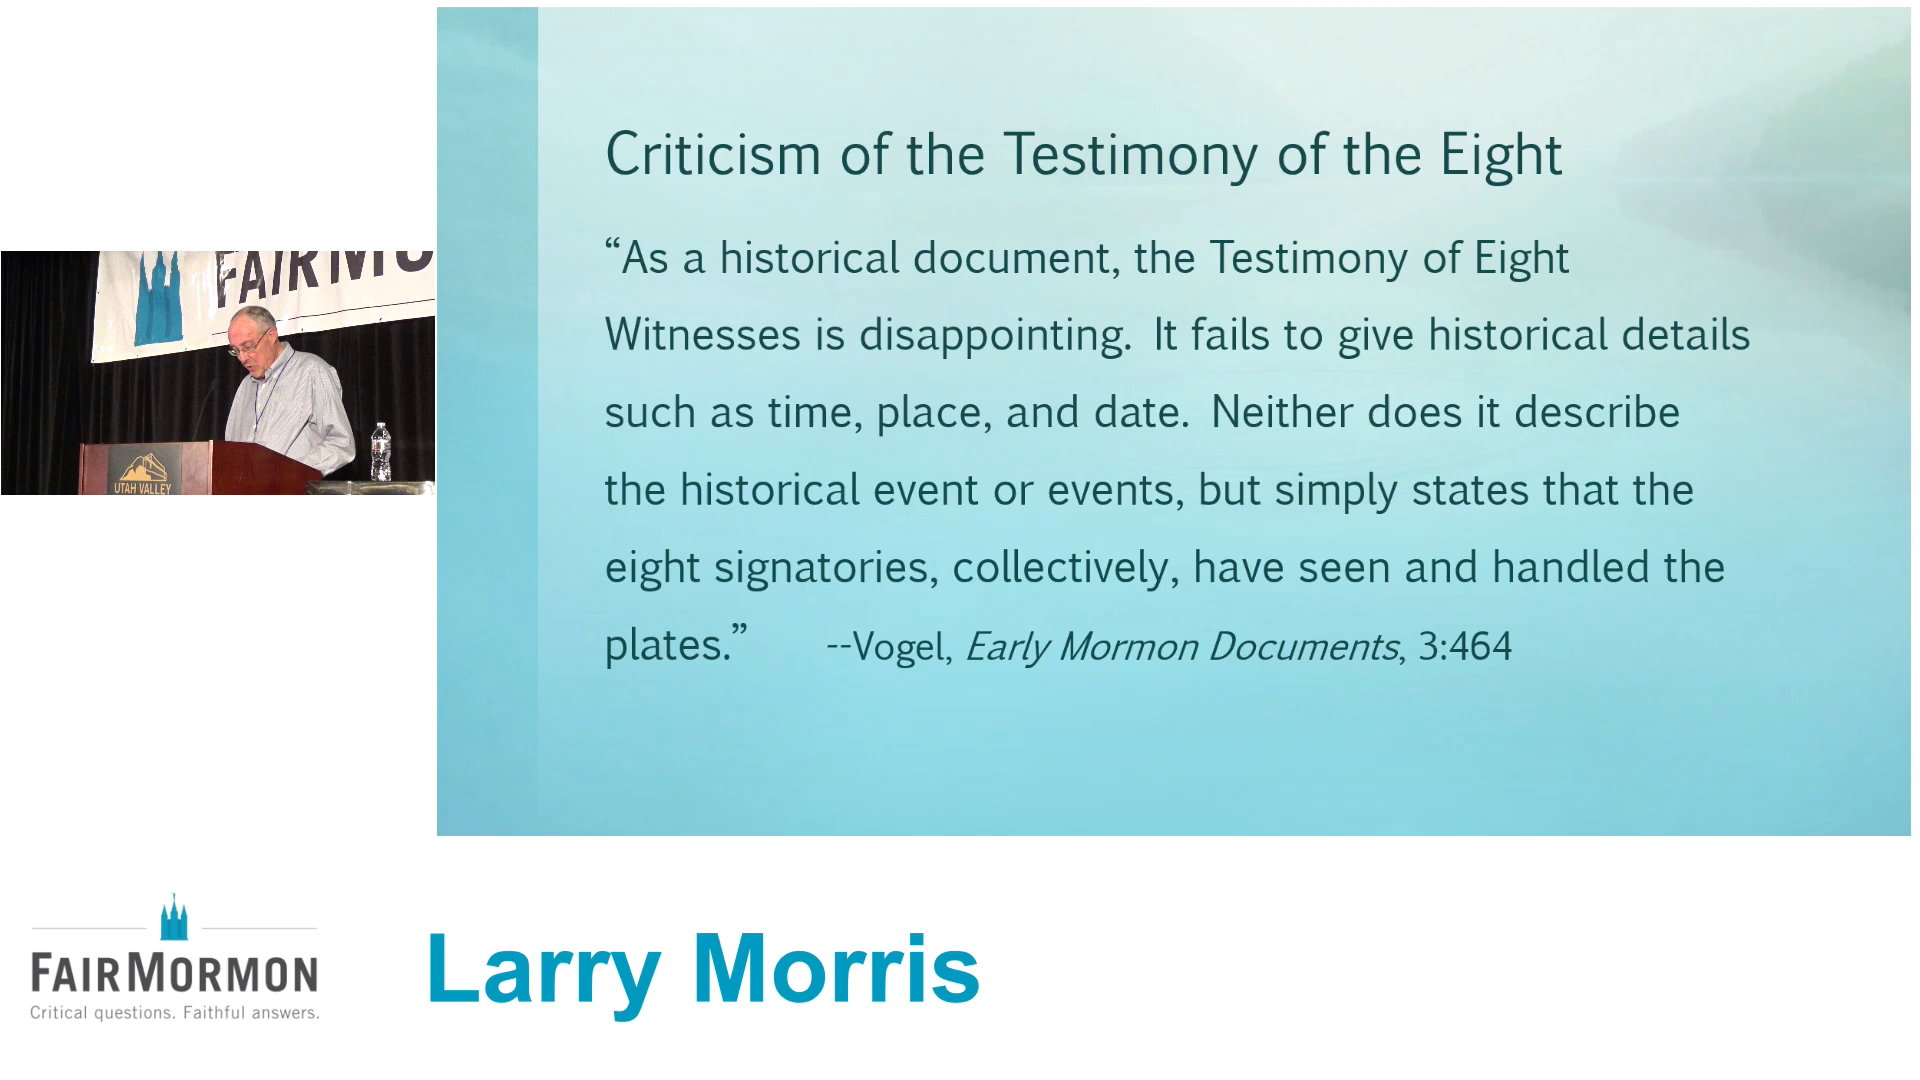 Criticism of the Testimony of the Eight
“As a historical document, the Testimony of Eight
Witnesses is disappointing. It fails to give historical details
such as time, place, and date. Neither does it describe
the historical event or events, but simply states that the
eight signatories, collectively, have seen and handled the
plates.” --Vogel, Early Mormon Documents, 3:464
FAIRMO
UTAH VALLEY
FAIRMORMON
Critical questions. Faithful answers.
Larry Morris